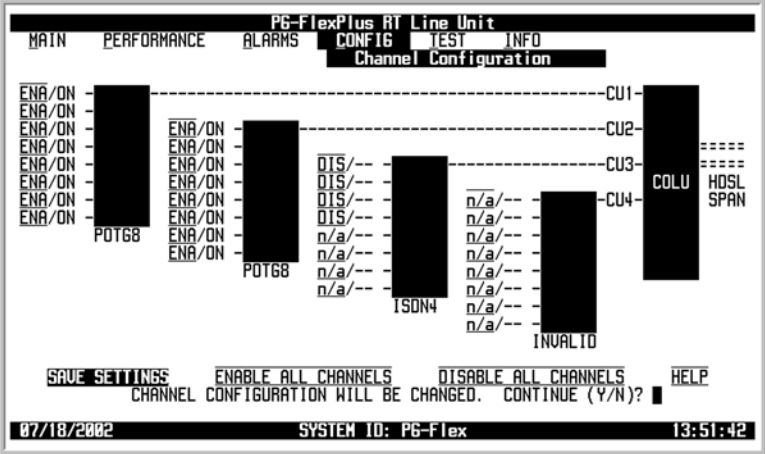 PG-FlexPlus RT Line Unit
MAIN PERFORMANCE ALARMS CONFIG TEST INFO
Channel Configuration
ENA/ON CU1
ENA/ON
ENA/ON ENA/ON CU2
ENA/ON ENA/ON =====
ENA/ON ENA/ON DIS/-- CU3 =====
ENA/ON ENA/ON DIS/-- COLU HDSL
ENA/ON ENA/ON DIS/-- n/a/-- CU4 SPAN
ENA/ON ENA/ON DIS/-- n/a/--
POTG8 ENA/ON n/a/-- n/a/--
ENA/ON n/a/-- n/a/--
POTG8 n/a/-- n/a/--
n/a/-- n/a/--
ISDN4 n/a/--
n/a/--
INVALID
SAVE SETTINGS ENABLE ALL CHANNELS DISABLE ALL CHANNELS HELP
CHANNEL CONFIGURATION WILL BE CHANGED. CONTINUE (Y/N)?
07/18/2002 SYSTEM ID: PG-Flex 13:51:42